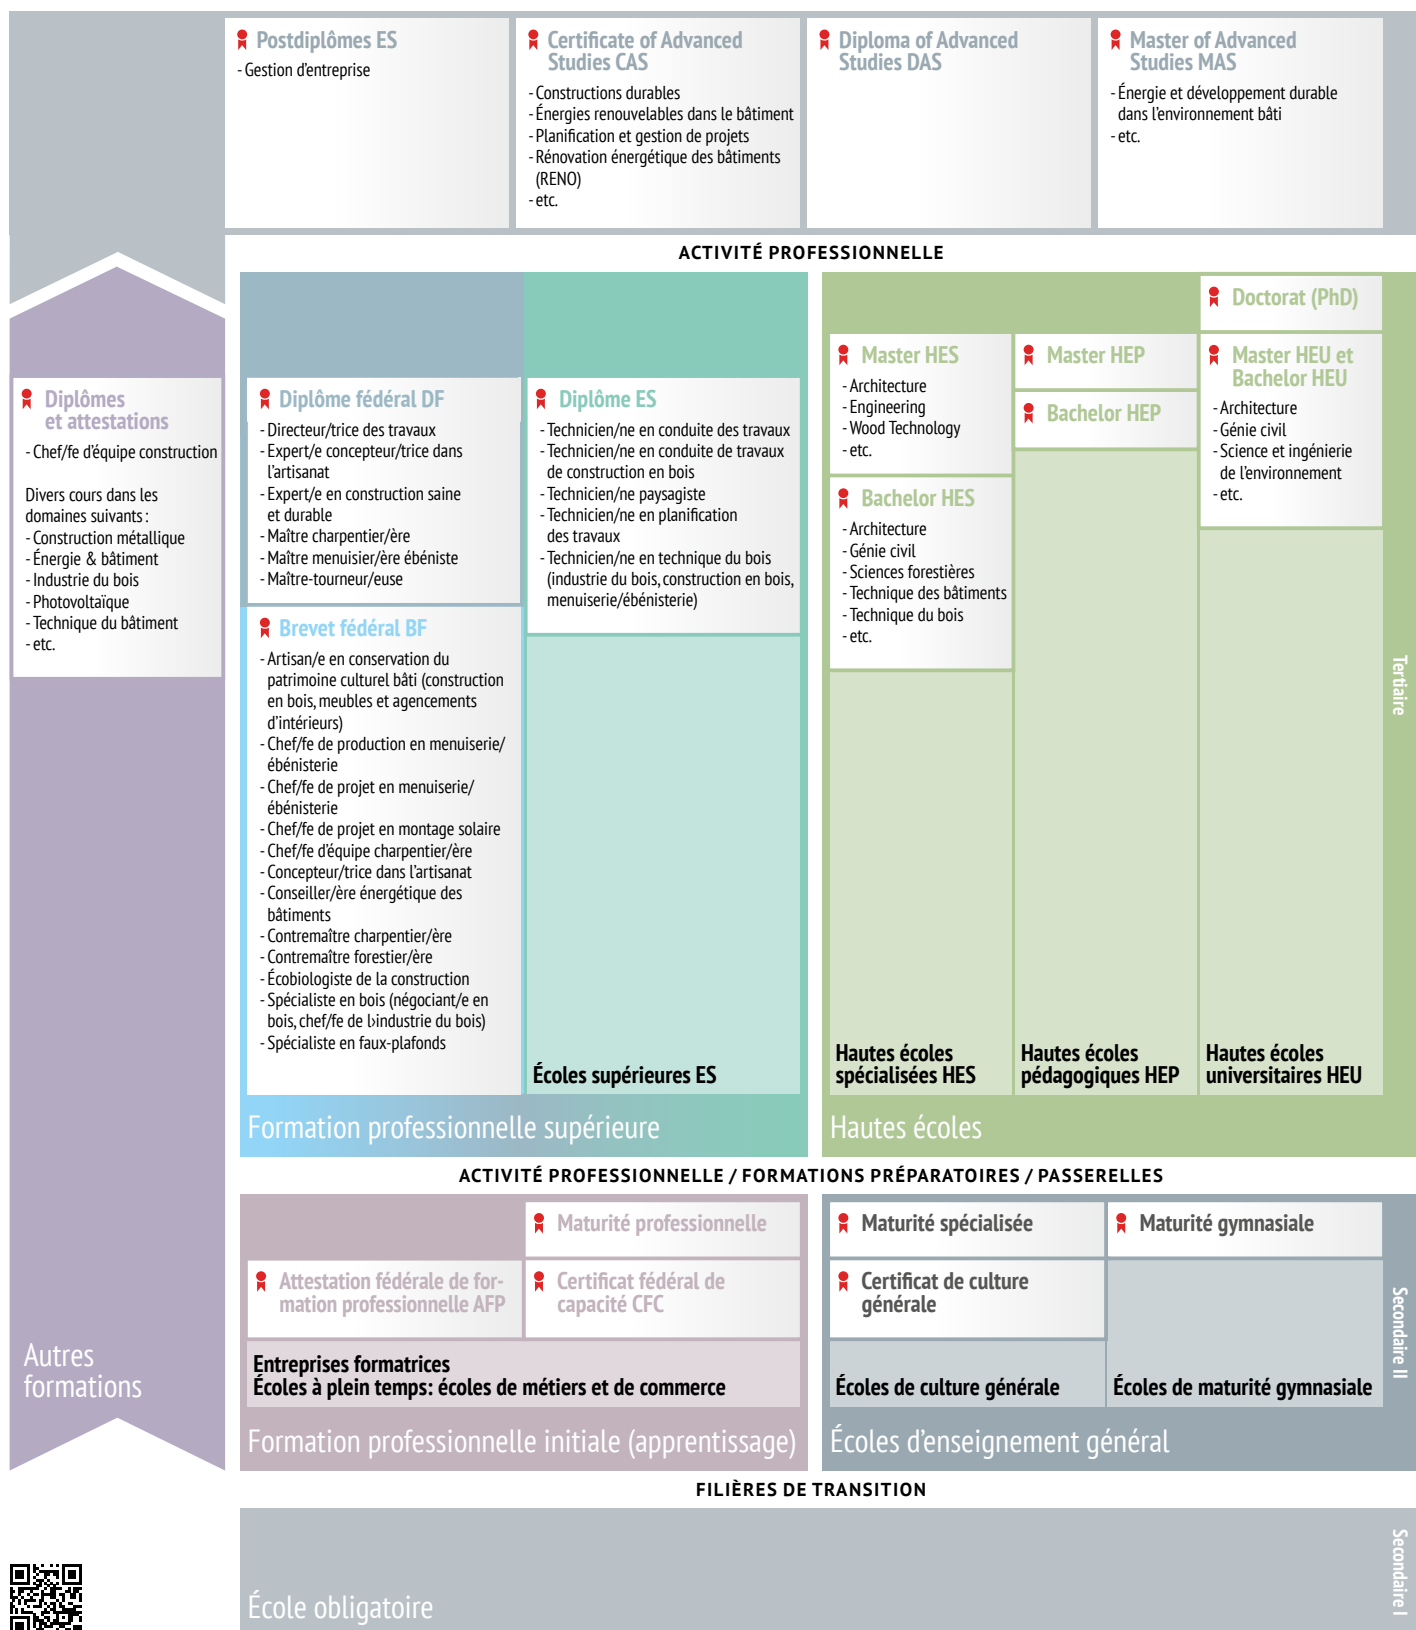 Postdiplômes ES
- Gestion d'entreprise
Certificate of Advanced
Studies CAS
- Constructions durables
- Énergies renouvelables dans le bâtiment
- Planification et gestion de projets
- Rénovation énergétique des bâtiments
(RENO)
- etc.
Diploma of Advanced
Studies DAS
Master of Advanced
Studies MAS
- Énergie et développement durable
dans l'environnement bâti
- etc.
ACTIVITÉ PROFESSIONNELLE
Diplômes
et attestations
- Chef/fe d'équipe construction
Divers cours dans les
domaines suivants :
- Construction métallique
- Énergie & bâtiment
- Industrie du bois
- Photovoltaïque
- Technique du bâtiment
- etc.
Autres
formations
Diplôme fédéral DF
- Directeur/trice des travaux
- Expert/e concepteur/trice dans
l'artisanat
- Expert/e en construction saine
et durable
- Maître charpentier/ère
- Maître menuisier/ère ébéniste
- Maître-tourneur/euse
Brevet fédéral BF
- Artisan/e en conservation du
patrimoine culturel bâti (construction
en bois, meubles et agencements
d'intérieurs)
- Chef/fe de production en menuiserie/
ébénisterie
- Chef/fe de projet en menuiserie/
ébénisterie
- Chef/fe de projet en montage solaire
- Chef/fe d'équipe charpentier/ère
- Concepteur/trice dans l'artisanat
- Conseiller/ère énergétique des
bâtiments
- Contremaître charpentier/ère
- Contremaître forestier/ère
- Écobiologiste de la construction
- Spécialiste en bois (négociant/e en
bois, chef/fe de l›industrie du bois)
- Spécialiste en faux-plafonds
Diplôme ES
- Technicien/ne en conduite des travaux
- Technicien/ne en conduite de travaux
de construction en bois
- Technicien/ne paysagiste
- Technicien/ne en planification
des travaux
- Technicien/ne en technique du bois
(industrie du bois, construction en bois,
menuiserie/ébénisterie)
Écoles supérieures ES
Formation professionnelle supérieure
Master HES
- Architecture
- Engineering
- Wood Technology
- etc.
Bachelor HES
- Architecture
- Génie civil
- Sciences forestières
- Technique des bâtiments
- Technique du bois
- etc.
Hautes écoles
spécialisées HES
Master HEP
Bachelor HEP
Hautes écoles
pédagogiques HEP
Doctorat (PhD)
Master HEU et
Bachelor HEU
- Architecture
- Génie civil
- Science et ingénierie
de l'environnement
- etc.
Hautes écoles
universitaires HEU
Hautes écoles
Tertiaire
ACTIVITÉ PROFESSIONNELLE / FORMATIONS PRÉPARATOIRES / PASSERELLES
Maturité professionnelle
Attestation fédérale de for-
mation professionnelle AFP
Certificat fédéral de
capacité CFC
Entreprises formatrices
Écoles à plein temps: écoles de métiers et de commerce
Formation professionnelle initiale (apprentissage)
Maturité spécialisée
Certificat de culture
générale
Écoles de culture générale
Maturité gymnasiale
Écoles de maturité gymnasiale
Écoles d'enseignement général
Secondaire II
FILIÈRES DE TRANSITION
École obligatoire
Secondaire I